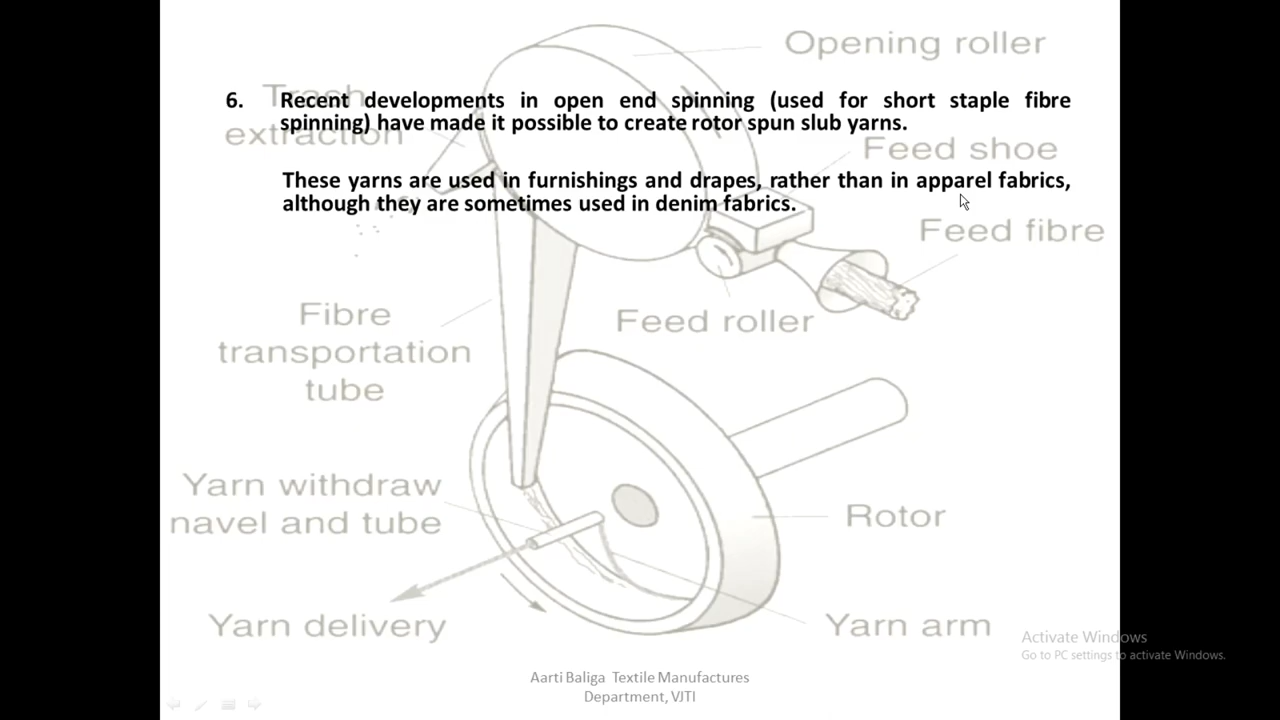 Opening roller
Trash
extraction
6. Recent developments in open end spinning (used for short staple fibre
spinning) have made it possible to create rotor spun slub yarns.
Feed shoe
These yarns are used in furnishings and drapes, rather than in apparel fabrics,
although they are sometimes used in denim fabrics.
Feed fibre
Fibre
transportation
tube
Feed roller
Yarn withdraw
navel and tube
Rotor
Yarn delivery
Yarn arm
Activate Windows
Go to PC settings to activate Windows.
Aarti Baliga Textile Manufactures
Department, VJTI